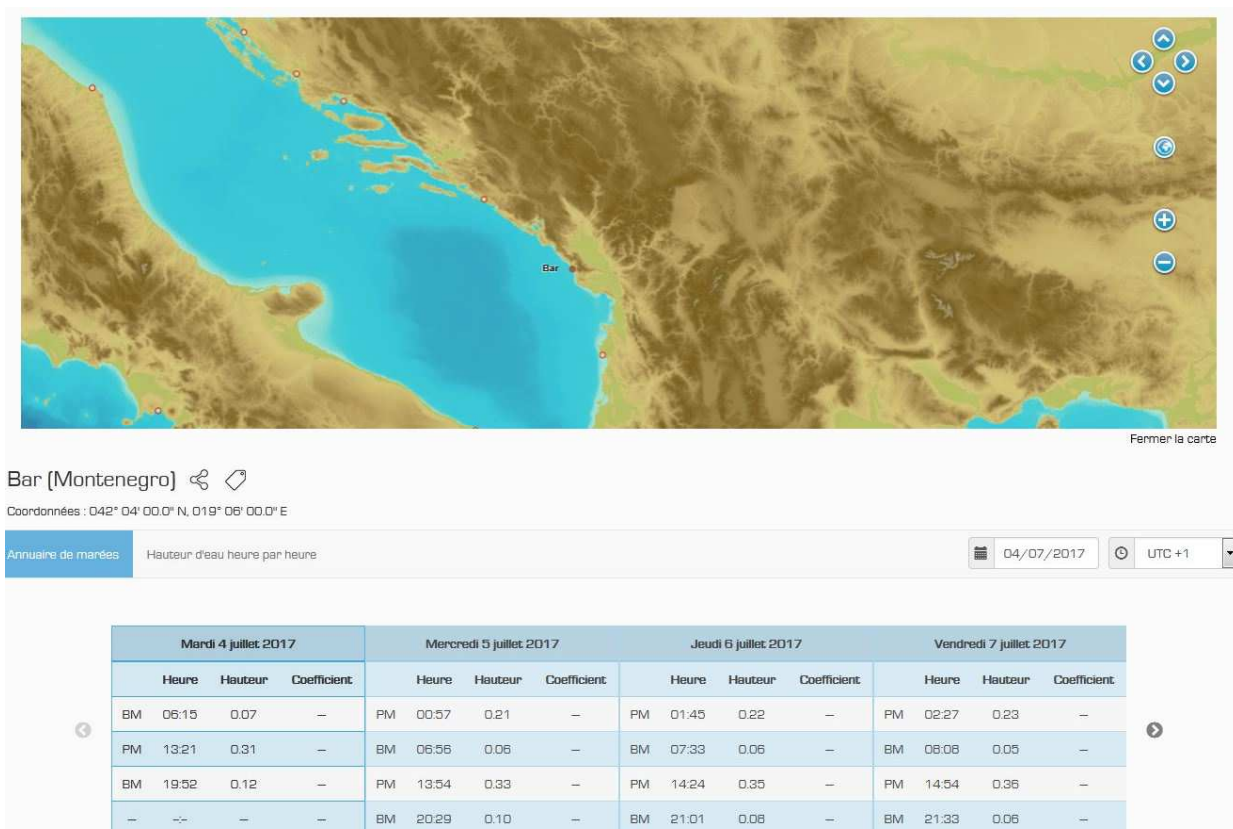 Bar
Fermer la carte
Bar (Montenegro)
Coordonnées : 042° 04' 00.0" N, 019° 06' 00.0" E
Annuaire de marées Hauteur d'eau heure par heure 04/07/2017 UTC +1
Mardi 4 juillet 2017 Mercredi 5 juillet 2017 Jeudi 6 juillet 2017 Vendredi 7 juillet 2017
Heure Hauteur Coefficient Heure Hauteur Coefficient Heure Hauteur Coefficient Heure Hauteur Coefficient
BM 06:15 0.07 — PM 00:57 0.21 — PM 01:45 0.22 — PM 02:27 0.23 —
PM 13:21 0.31 — BM 06:56 0.06 — BM 07:33 0.06 — BM 08:08 0.05 —
BM 19:52 0.12 — PM 13:54 0.33 — PM 14:24 0.35 — PM 14:54 0.36 —
— -:- — — BM 20:29 0.10 — BM 21:01 0.08 — BM 21:33 0.06 —